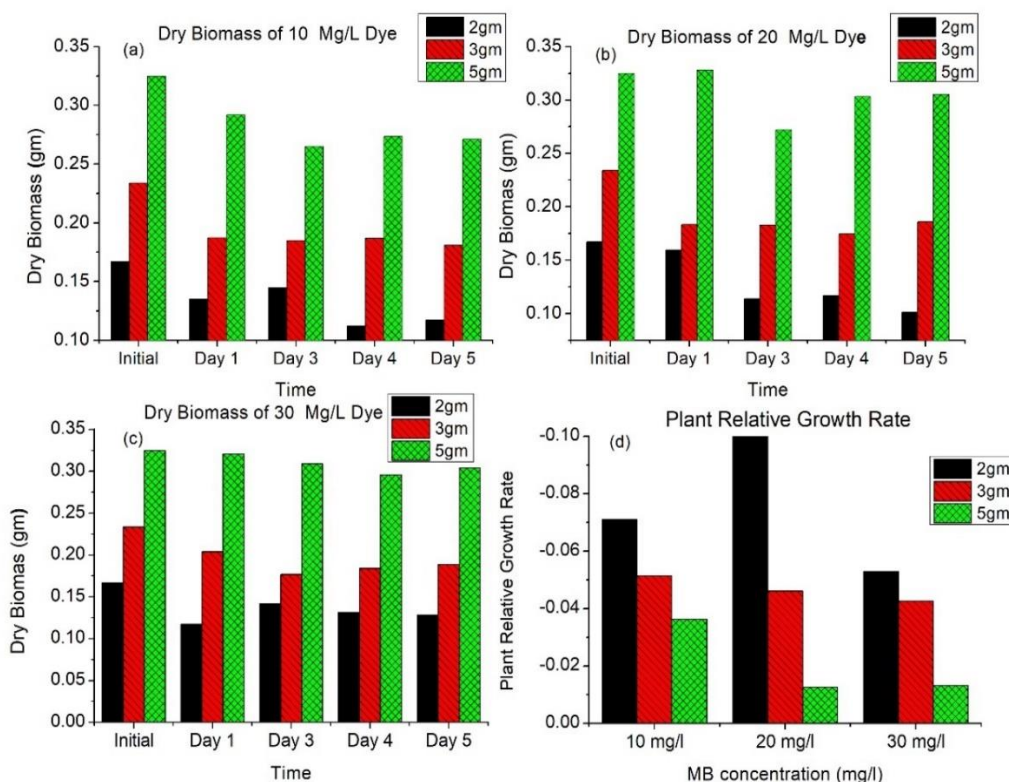 (a) Dry Biomass of 10 Mg/L Dye
2gm
3gm
5gm
0.35
0.30
0.25
0.20
0.15
0.10
Dry Biomass (gm)
Initial Day 1 Day 3 Day 4 Day 5
Time
(b) Dry Biomass of 20 Mg/L Dye
2gm
3gm
5gm
0.35
0.30
0.25
0.20
0.15
0.10
Dry Biomas (gm)
Initial Day 1 Day 3 Day 4 Day 5
Time
Dry Biomass of 30 Mg/L Dye
(c)
2gm
3gm
5gm
0.35
0.30
0.25
0.20
0.15
0.10
0.05
0.00
Dry Biomas (gm)
Initial Day 1 Day 3 Day 4 Day 5
Time
Plant Relative Growth Rate
(d)
2gm
3gm
5gm
-0.10
-0.08
-0.06
-0.04
-0.02
0.00
Plant Relative Growth Rate
10 mg/l 20 mg/l 30 mg/l
MB concentration (mg/l)